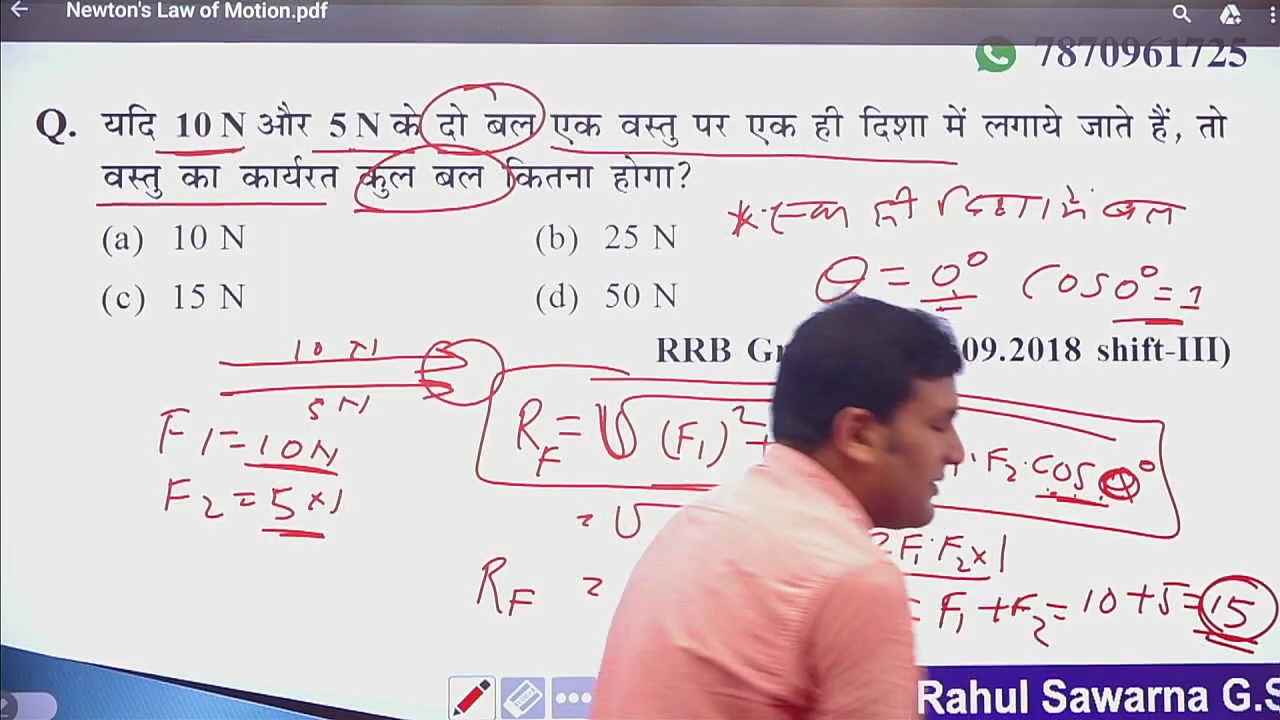 Newton's Law of Motion.pdf
7870961725
Q. यदि 10 N और 5 N के दो बल एक वस्तु पर एक ही दिशा में लगाये जाते हैं, तो
वस्तु का कार्यरत कुल बल कितना होगा?
(a) 10 N (b) 25 N
(c) 15 N (d) 50 N
* एक ही दिशा में बल
θ = 0° cos0° = 1
RRB G 09.2018 shift-III)
10 N
5 N
F1 = 10N
F2 = 5N
RF = √(F1)² + F2 cosθ°
= √ 2F1·F2×1
RF = = F1 + F2 = 10+5 = 15
Rahul Sawarna G.S